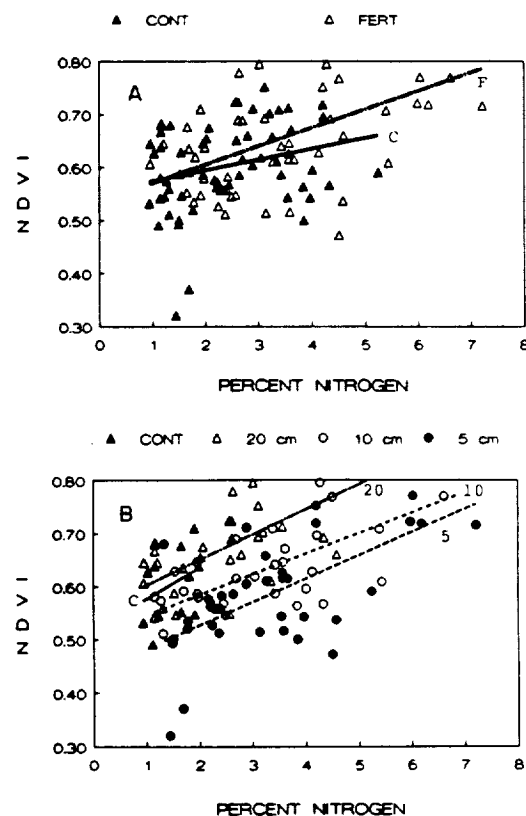 ▲ CONT △ FERT
A
0.80
0.70
0.60
0.50
0.40
0.30
N D V I
F
C
0 1 2 3 4 5 6 7 8
PERCENT NITROGEN
▲ CONT △ 20 cm ○ 10 cm ● 5 cm
B
0.80
0.70
0.60
0.50
0.40
0.30
N D V I
20
10
5
C
0 1 2 3 4 5 6 7 8
PERCENT NITROGEN